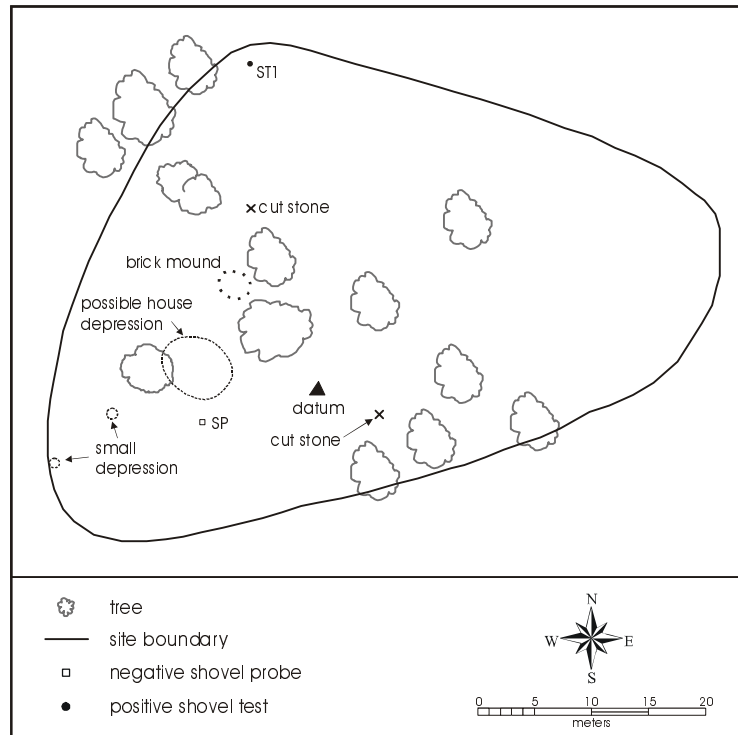 ST1
cut stone
brick mound
possible house
depression
datum
SP
cut stone
small
depression
tree
site boundary
negative shovel probe
positive shovel test
N
W E
S
0 5 10 15 20
meters